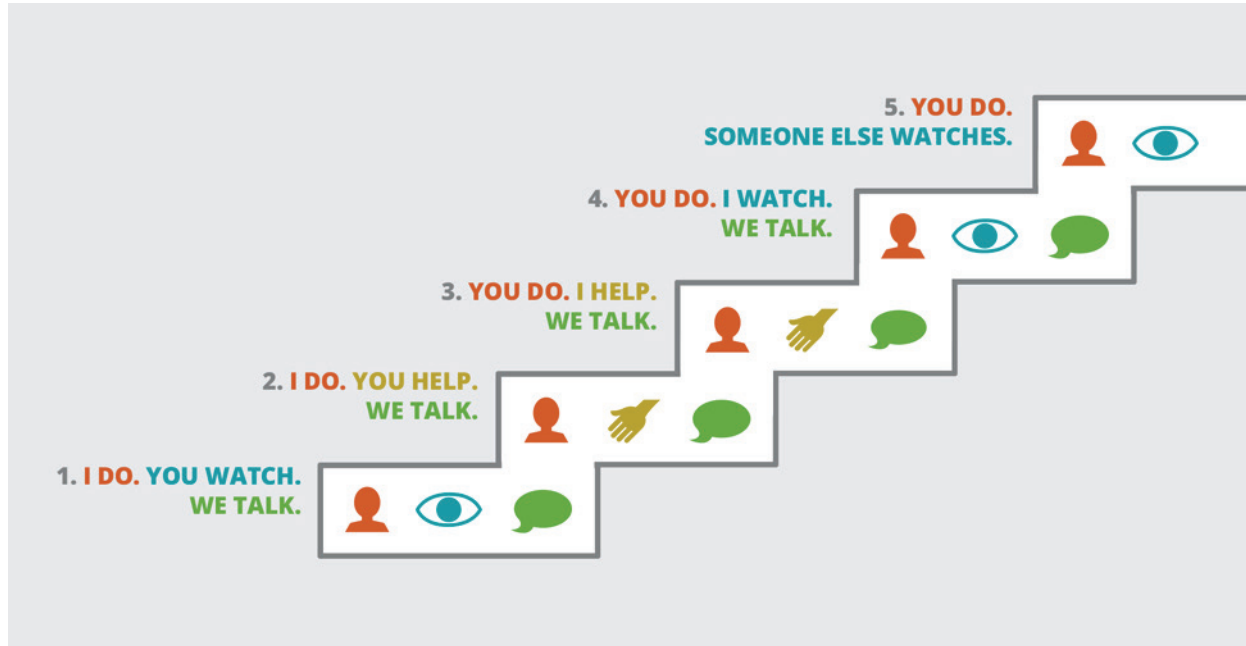 5. YOU DO.
SOMEONE ELSE WATCHES.
4. YOU DO. I WATCH.
WE TALK.
3. YOU DO. I HELP.
WE TALK.
2. I DO. YOU HELP.
WE TALK.
1. I DO. YOU WATCH.
WE TALK.